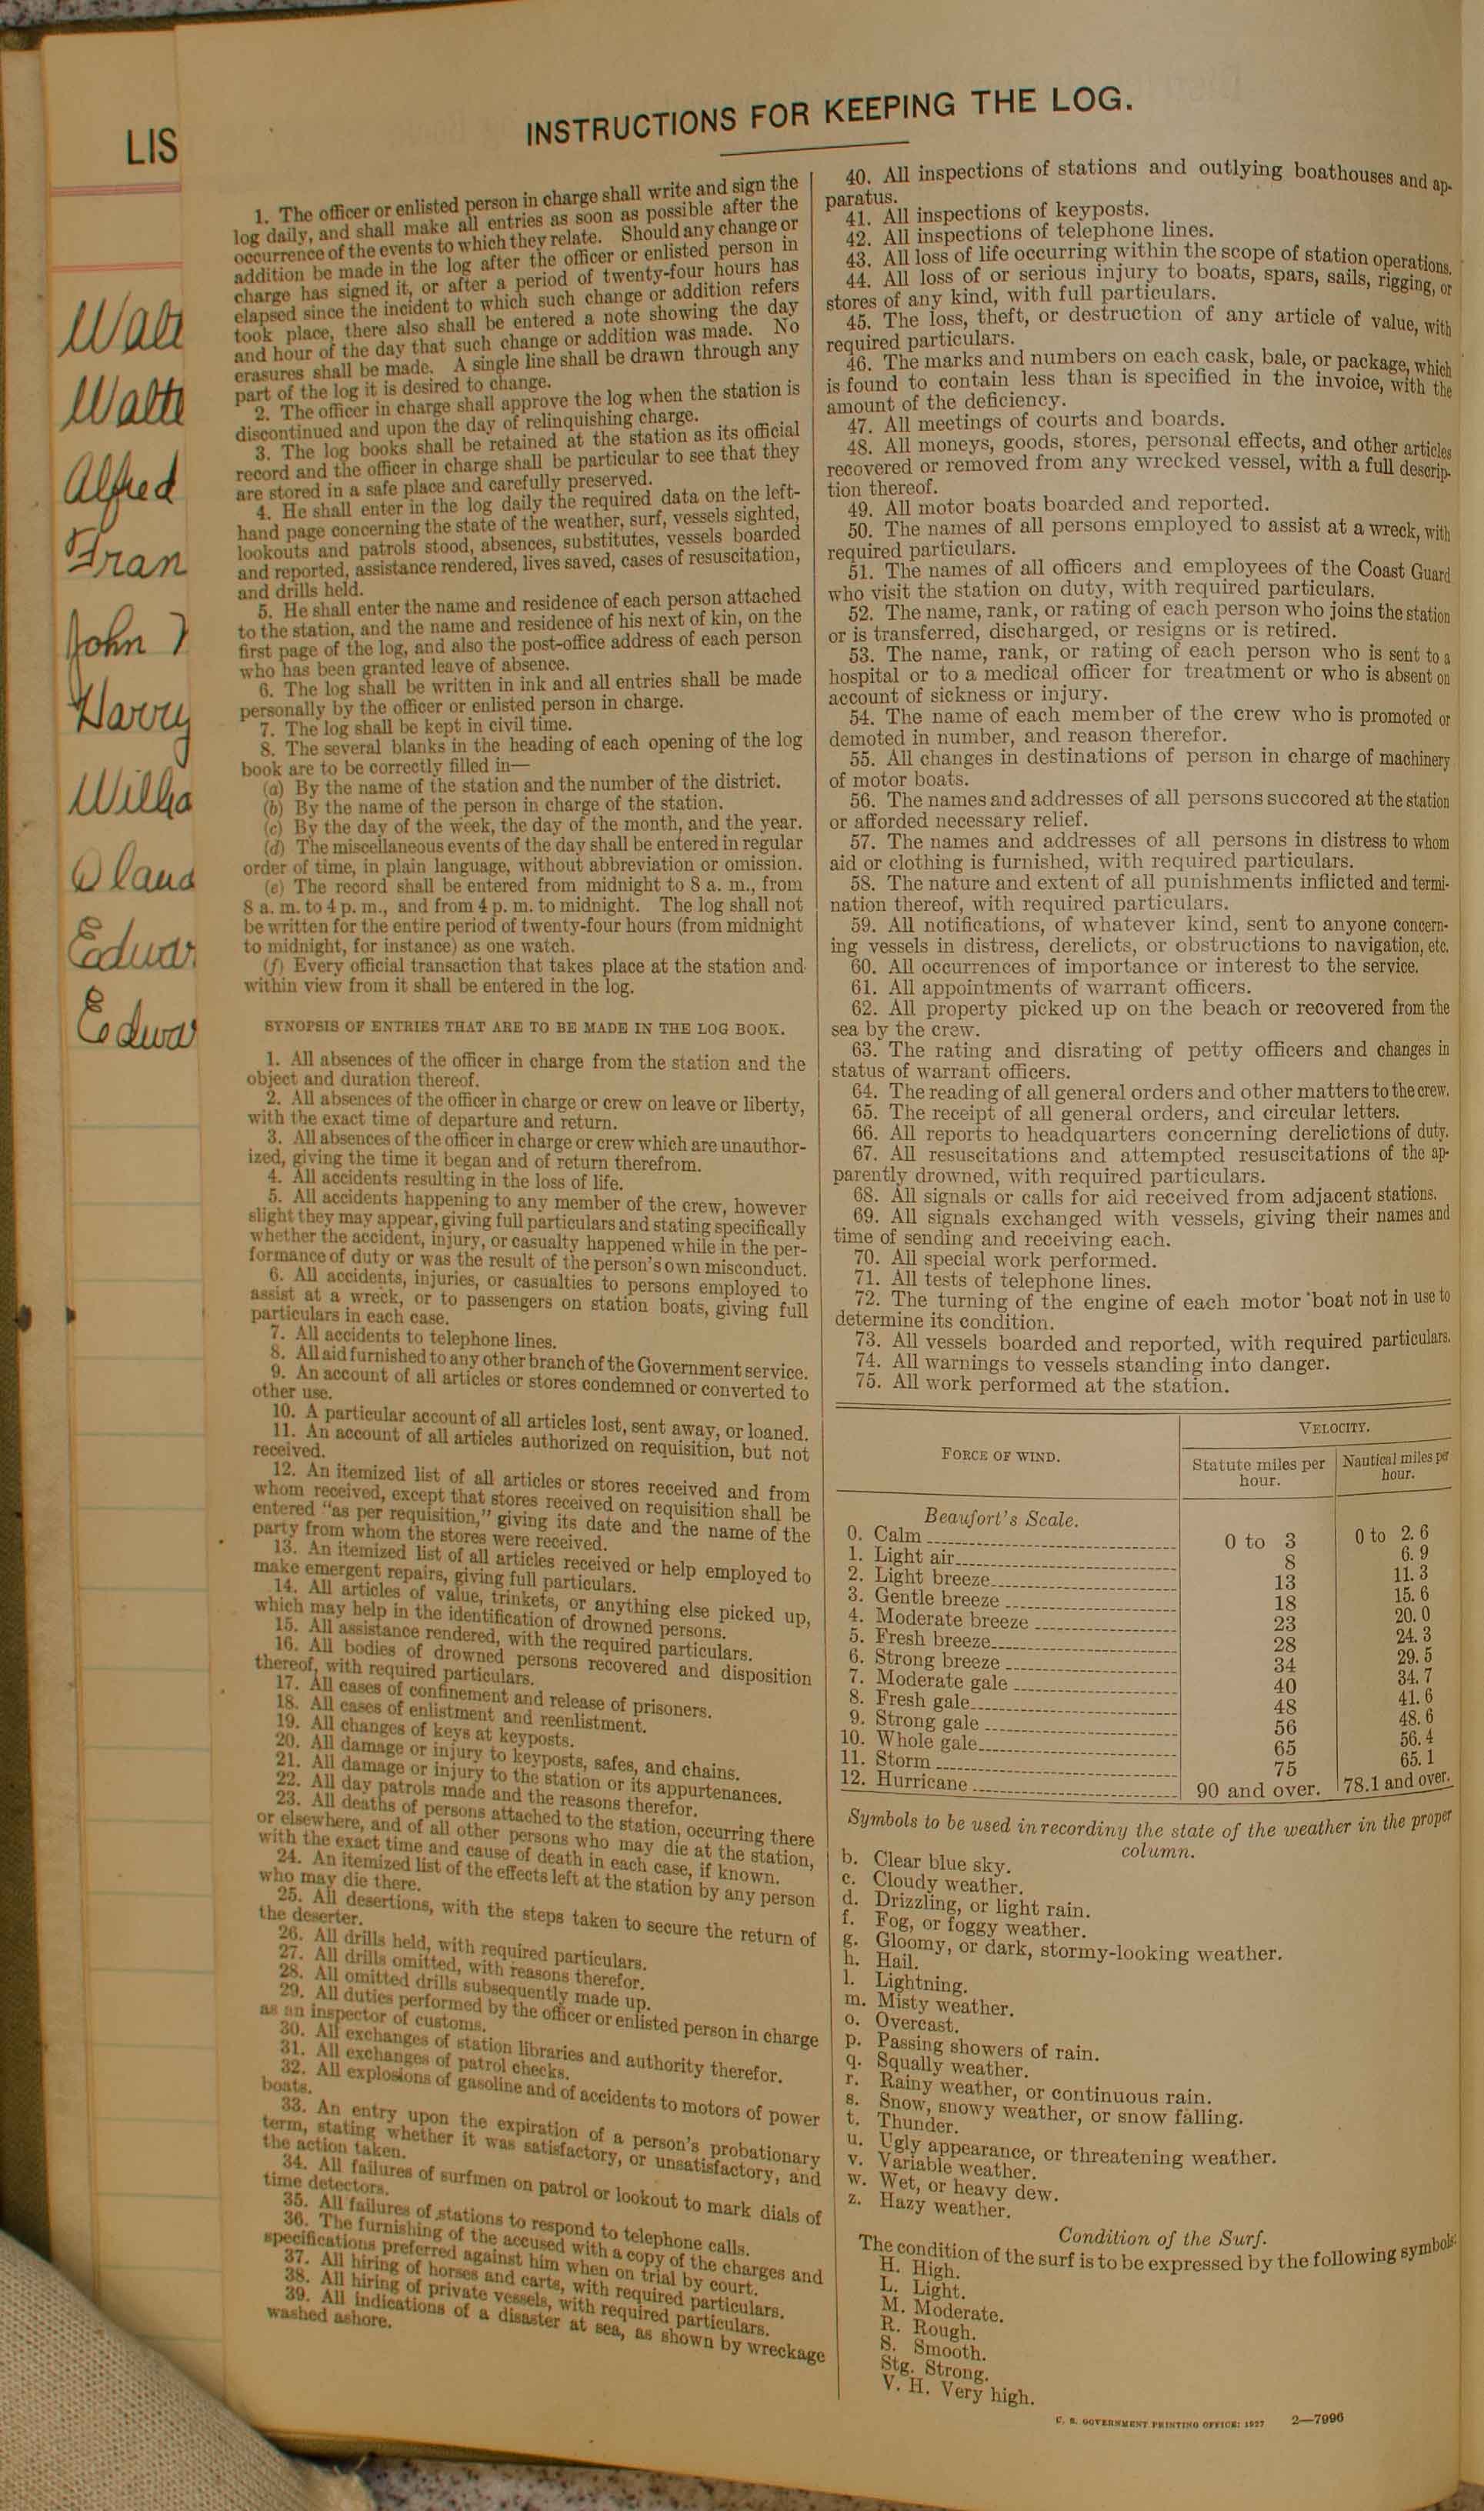 LIS
Walt
Walte
Alfred
Fran
John
Harry
Willia
Edwar
Edwar
INSTRUCTIONS FOR KEEPING THE LOG.
1. The officer or enlisted person in charge shall write and sign the
log daily, and shall make all entries as soon as possible after the
occurrence of the events to which they relate. Should any change or
addition be made in the log after the officer or enlisted person in
charge has signed it, or after a period of twenty-four hours has
elapsed since the incident to which such change or addition refers
took place, there also shall be entered a note showing the day
and hour of the day that such change or addition was made. No
erasures shall be made. A single line shall be drawn through any
part of the log it is desired to change.
2. The officer in charge shall approve the log when the station is
discontinued and upon the day of relinquishing charge.
3. The log books shall be retained at the station as its official
record and the officer in charge shall be particular to see that they
are stored in a safe place and carefully preserved.
4. He shall enter in the log daily the required data on the left-
hand page concerning the state of the weather, surf, vessels sighted,
lookouts and patrols stood, absences, substitutes, vessels boarded
and reported, assistance rendered, lives saved, cases of resuscitation,
and drills held.
5. He shall enter the name and residence of each person attached
to the station, and the name and residence of his next of kin, on the
first page of the log, and also the post-office address of each person
who has been granted leave of absence.
6. The log shall be written in ink and all entries shall be made
personally by the officer or enlisted person in charge.
7. The log shall be kept in civil time.
8. The several blanks in the heading of each opening of the log
book are to be correctly filled in—
(a) By the name of the station and the number of the district.
(b) By the name of the person in charge of the station.
(c) By the day of the week, the day of the month, and the year.
(d) The miscellaneous events of the day shall be entered in regular
order of time, in plain language, without abbreviation or omission.
(e) The record shall be entered from midnight to 8 a. m., from
8 a. m. to 4 p. m., and from 4 p. m. to midnight. The log shall not
be written for the entire period of twenty-four hours (from midnight
to midnight, for instance) as one watch.
(f) Every official transaction that takes place at the station and
within view from it shall be entered in the log.
SYNOPSIS OF ENTRIES THAT ARE TO BE MADE IN THE LOG BOOK.
1. All absences of the officer in charge from the station and the
object and duration thereof.
2. All absences of the officer in charge or crew on leave or liberty,
with the exact time of departure and return.
3. All absences of the officer in charge or crew which are unauthor-
ized, giving the time it began and of return therefrom.
4. All accidents resulting in the loss of life.
5. All accidents happening to any member of the crew, however
slight they may appear, giving full particulars and stating specifically
whether the accident, injury, or casualty happened while in the per-
formance of duty or was the result of the person's own misconduct.
6. All accidents, injuries, or casualties to persons employed to
assist at a wreck, or to passengers on station boats, giving full
particulars in each case.
7. All accidents to telephone lines.
8. All aid furnished to any other branch of the Government service.
9. An account of all articles or stores condemned or converted to
other use.
10. A particular account of all articles lost, sent away, or loaned.
11. An account of all articles authorized on requisition, but not
received.
12. An itemized list of all articles or stores received and from
whom received, except that stores received on requisition shall be
entered "as per requisition," giving its date and the name of the
party from whom the stores were received.
13. An itemized list of all articles received or help employed to
make emergent repairs, giving full particulars.
14. All articles of value, trinkets, or anything else picked up,
which may help in the identification of drowned persons.
15. All assistance rendered, with the required particulars.
16. All bodies of drowned persons recovered and disposition
thereof, with required particulars.
17. All cases of confinement and release of prisoners.
18. All cases of enlistment and reenlistment.
19. All changes of keys at keyposts.
20. All damage or injury to keyposts, safes, and chains.
21. All damage or injury to the station or its appurtenances.
22. All day patrols made and the reasons therefor.
23. All deaths of persons attached to the station, occurring there
or elsewhere, and of all other persons who may die at the station,
with the exact time and cause of death in each case, if known.
24. An itemized list of the effects left at the station by any person
who may die there.
25. All desertions, with the steps taken to secure the return of
the deserter.
26. All drills held, with required particulars.
27. All drills omitted, with reasons therefor.
28. All omitted drills subsequently made up.
29. All duties performed by the officer or enlisted person in charge
as an inspector of customs.
30. All exchanges of station libraries and authority therefor.
31. All exchanges of patrol checks.
32. All explosions of gasoline and of accidents to motors of power
boats.
33. An entry upon the expiration of a person's probationary
term, stating whether it was satisfactory, or unsatisfactory, and
the action taken.
34. All failures of surfmen on patrol or lookout to mark dials of
time detectors.
35. All failures of stations to respond to telephone calls.
36. The furnishing of the accused with a copy of the charges and
specifications preferred against him when on trial by court.
37. All hiring of horses and carts, with required particulars.
38. All hiring of private vessels, with required particulars.
39. All indications of a disaster at sea, as shown by wreckage
washed ashore.
40. All inspections of stations and outlying boathouses and ap-
paratus.
41. All inspections of keyposts.
42. All inspections of telephone lines.
43. All loss of life occurring within the scope of station operations.
44. All loss of or serious injury to boats, spars, sails, rigging, or
stores of any kind, with full particulars.
45. The loss, theft, or destruction of any article of value, with
required particulars.
46. The marks and numbers on each cask, bale, or package, which
is found to contain less than is specified in the invoice, with the
amount of the deficiency.
47. All meetings of courts and boards.
48. All moneys, goods, stores, personal effects, and other articles
recovered or removed from any wrecked vessel, with a full descrip-
tion thereof.
49. All motor boats boarded and reported.
50. The names of all persons employed to assist at a wreck, with
required particulars.
51. The names of all officers and employees of the Coast Guard
who visit the station on duty, with required particulars.
52. The name, rank, or rating of each person who joins the station
or is transferred, discharged, or resigns or is retired.
53. The name, rank, or rating of each person who is sent to a
hospital or to a medical officer for treatment or who is absent on
account of sickness or injury.
54. The name of each member of the crew who is promoted or
demoted in number, and reason therefor.
55. All changes in destinations of person in charge of machinery
of motor boats.
56. The names and addresses of all persons succored at the station
or afforded necessary relief.
57. The names and addresses of all persons in distress to whom
aid or clothing is furnished, with required particulars.
58. The nature and extent of all punishments inflicted and termi-
nation thereof, with required particulars.
59. All notifications, of whatever kind, sent to anyone concern-
ing vessels in distress, derelicts, or obstructions to navigation, etc.
60. All occurrences of importance or interest to the service.
61. All appointments of warrant officers.
62. All property picked up on the beach or recovered from the
sea by the crew.
63. The rating and disrating of petty officers and changes in
status of warrant officers.
64. The reading of all general orders and other matters to the crew.
65. The receipt of all general orders, and circular letters.
66. All reports to headquarters concerning derelictions of duty.
67. All resuscitations and attempted resuscitations of the ap-
parently drowned, with required particulars.
68. All signals or calls for aid received from adjacent stations.
69. All signals exchanged with vessels, giving their names and
time of sending and receiving each.
70. All special work performed.
71. All tests of telephone lines.
72. The turning of the engine of each motor boat not in use to
determine its condition.
73. All vessels boarded and reported, with required particulars.
74. All warnings to vessels standing into danger.
75. All work performed at the station.
FORCE OF WIND. VELOCITY.
Statute miles per hour. Nautical miles per hour.
Beaufort's Scale.
0. Calm 0 to 3 0 to 2.6
1. Light air 8 6.9
2. Light breeze 13 11.3
3. Gentle breeze 18 15.6
4. Moderate breeze 23 20.0
5. Fresh breeze 28 24.3
6. Strong breeze 34 29.5
7. Moderate gale 40 34.7
8. Fresh gale 48 41.6
9. Strong gale 56 48.6
10. Whole gale 65 56.4
11. Storm 75 65.1
12. Hurricane 90 and over. 78.1 and over.
Symbols to be used in recordiny the state of the weather in the proper
column.
b. Clear blue sky.
c. Cloudy weather.
d. Drizzling, or light rain.
f. Fog, or foggy weather.
g. Gloomy, or dark, stormy-looking weather.
h. Hail.
l. Lightning.
m. Misty weather.
o. Overcast.
p. Passing showers of rain.
q. Squally weather.
r. Rainy weather, or continuous rain.
s. Snow, snowy weather, or snow falling.
t. Thunder.
u. Ugly appearance, or threatening weather.
v. Variable weather.
w. Wet, or heavy dew.
z. Hazy weather.
Condition of the Surf.
The condition of the surf is to be expressed by the following symbols:
H. High.
L. Light.
M. Moderate.
R. Rough.
S. Smooth.
Stg. Strong.
V. H. Very high.
U. S. GOVERNMENT PRINTING OFFICE: 1927 2—7996